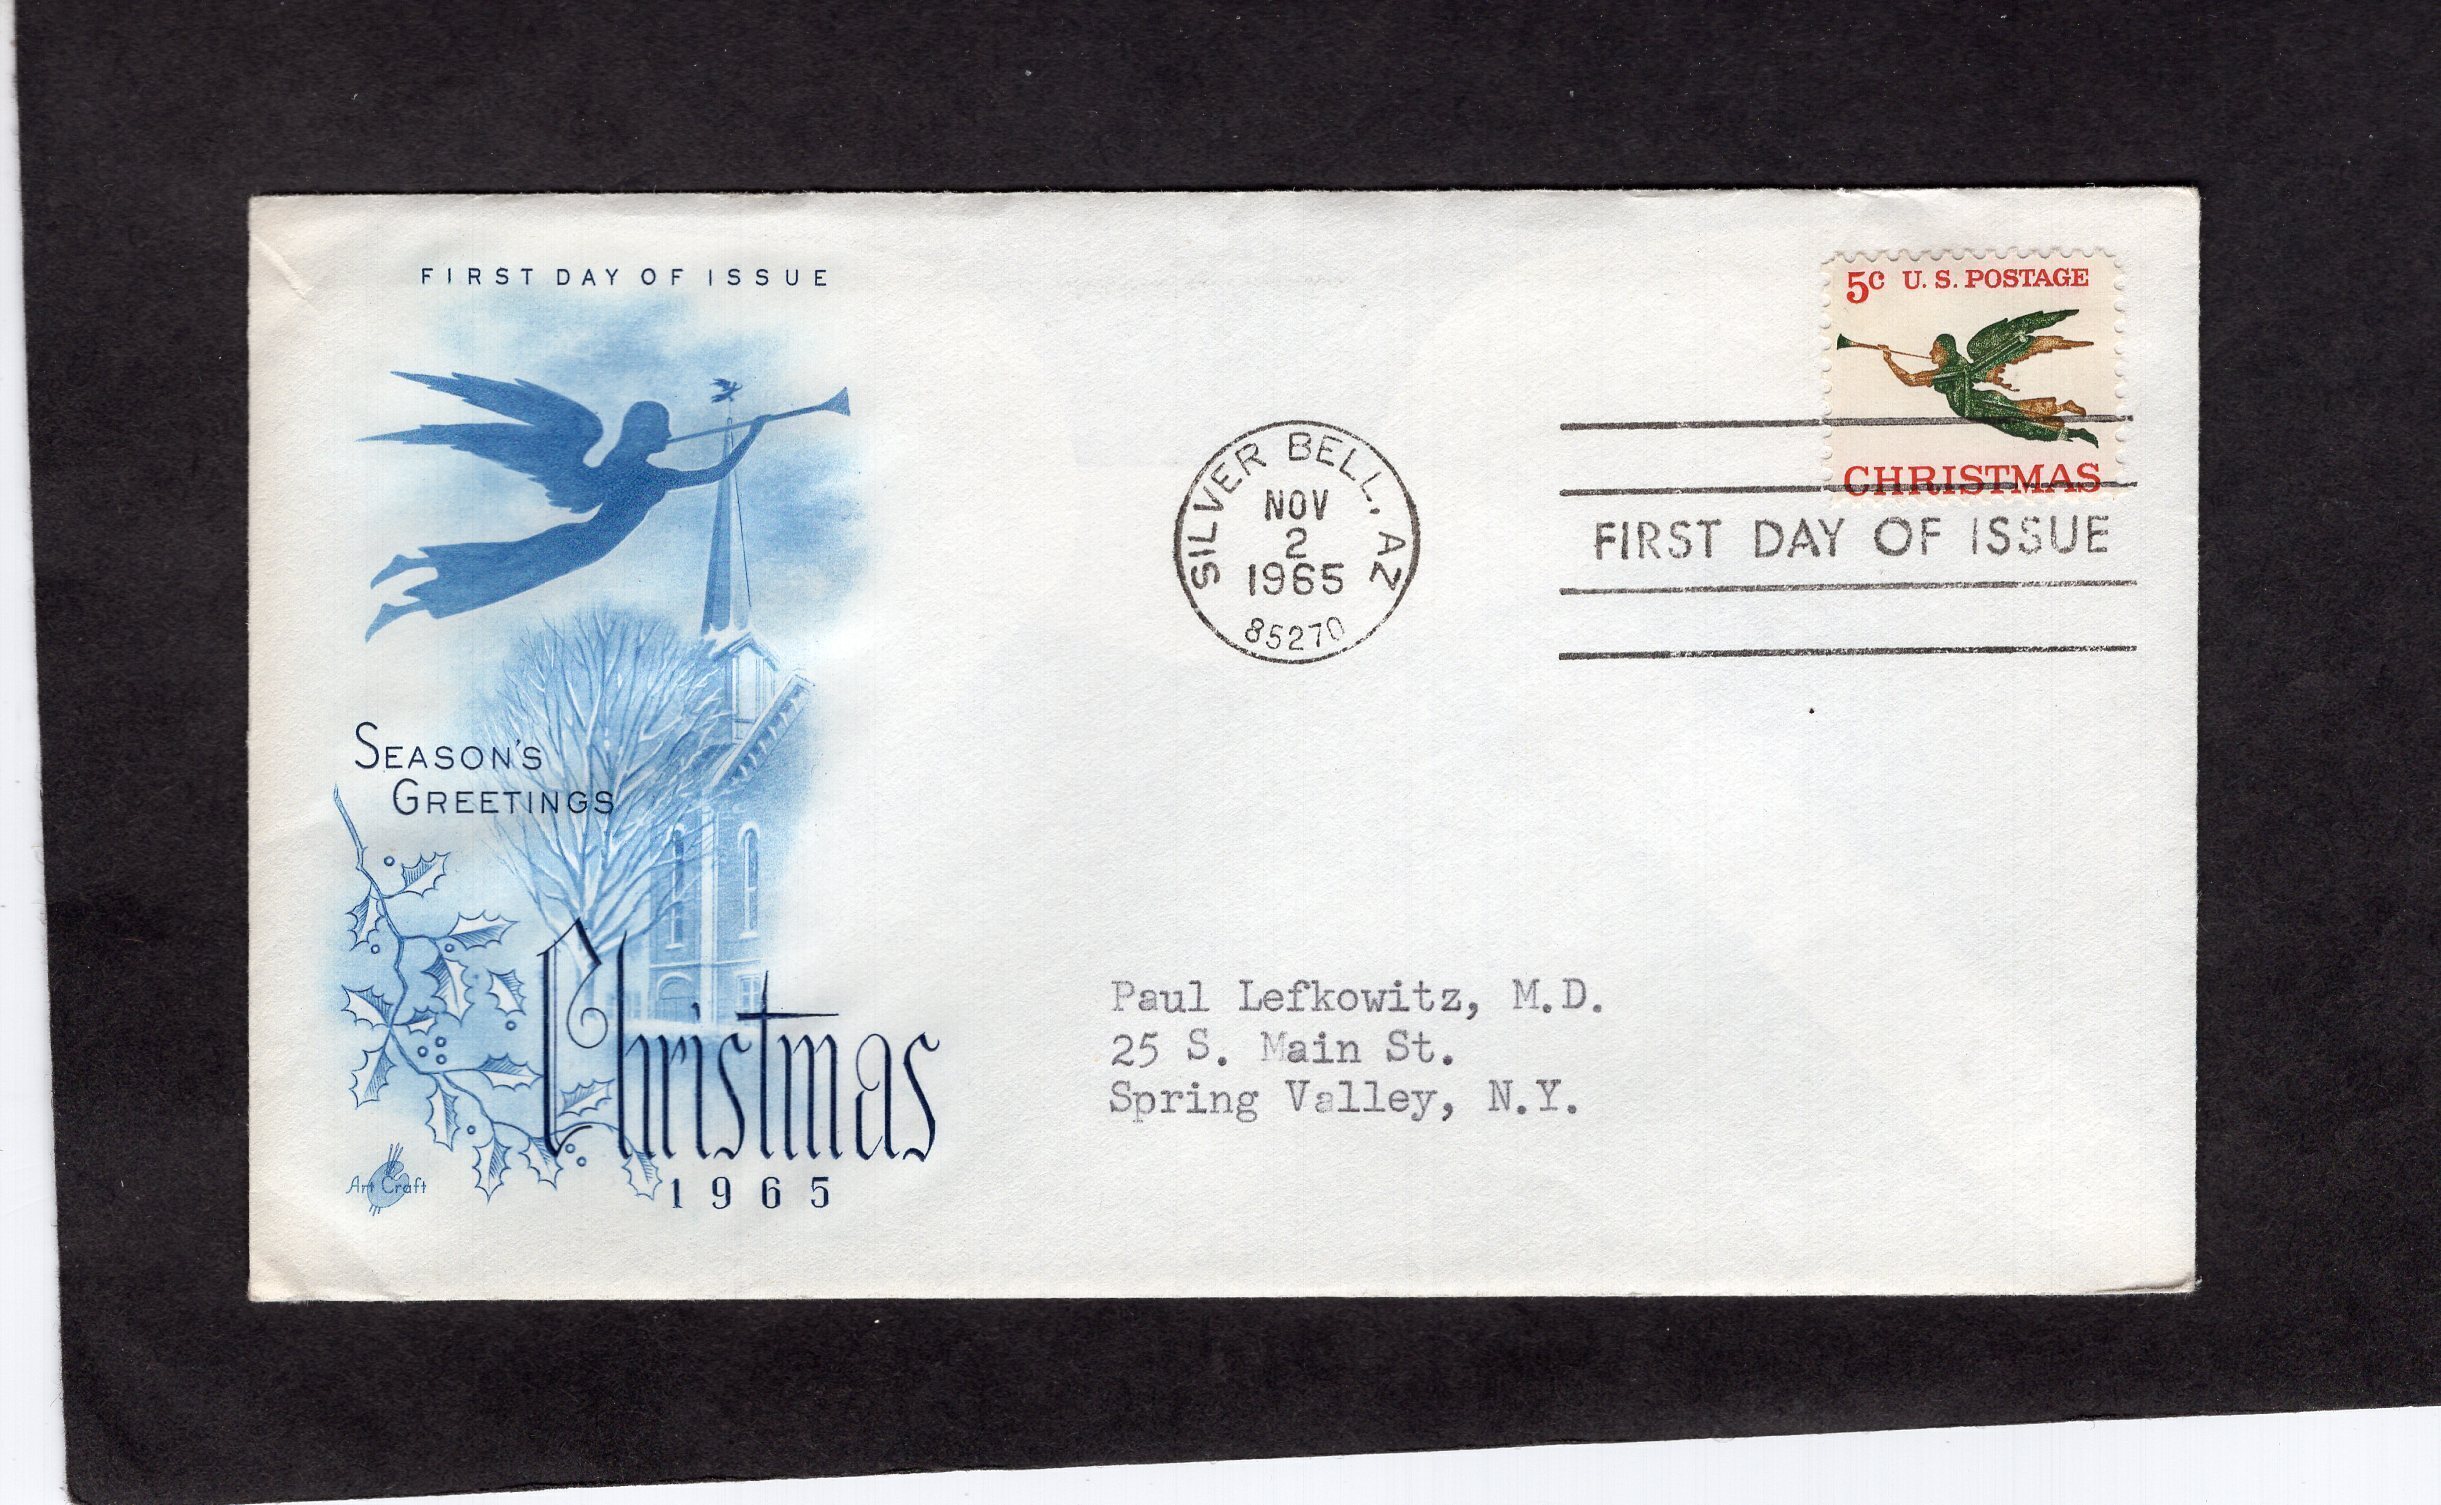 FIRST DAY OF ISSUE
SEASON'S
GREETINGS
Christmas
1965
Art Craft
SILVER BELL, AZ
NOV
2
1965
85270
5c U. S. POSTAGE
CHRISTMAS
FIRST DAY OF ISSUE
Paul Lefkowitz, M.D.
25 S. Main St.
Spring Valley, N.Y.